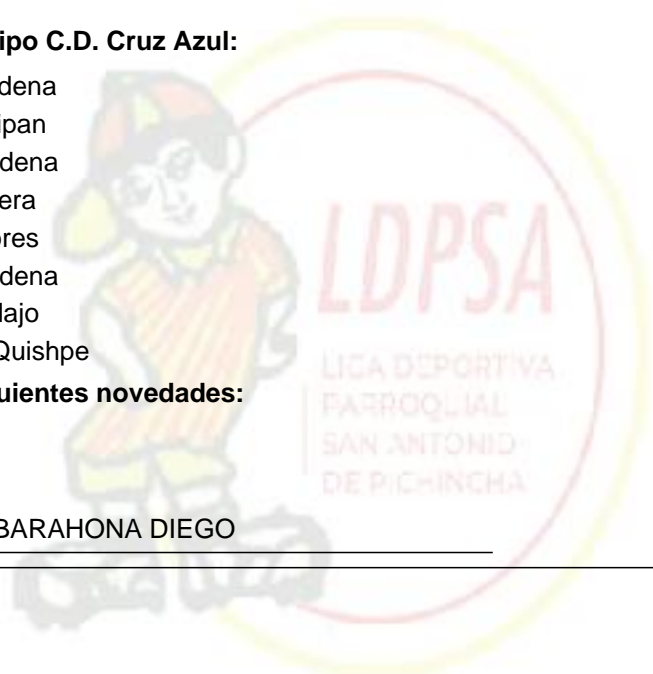 ipo C.D. Cruz Azul:
dena
ipan
dena
era
ores
dena
lajo
Quishpe
uientes novedades:
BARAHONA DIEGO
LDPSA
LIGA DEPORTIVA
PARROQUIAL
SAN ANTONIO
DE PICHINCHA